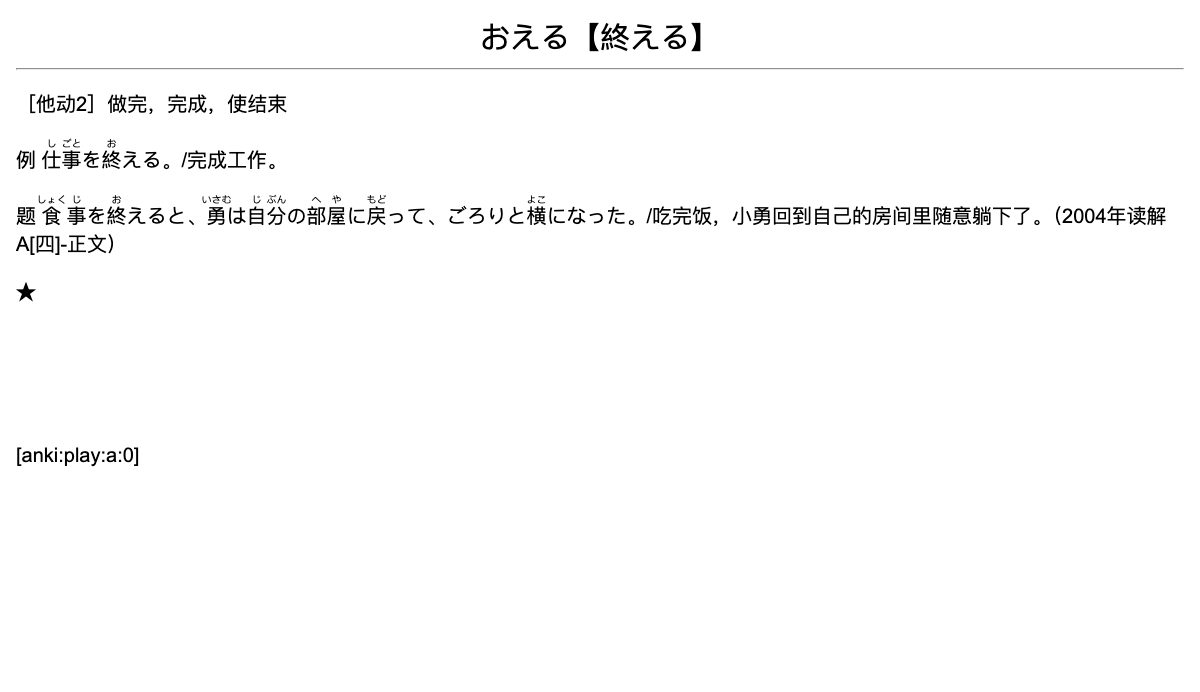 おえる【終える】
［他动2］做完，完成，使结束
し ごと お
例 仕事を終える。/完成工作。
しょく じ お いさむ じ ぶん へ や もど よこ
题 食事を終えると、勇は自分の部屋に戻って、ごろりと横になった。/吃完饭，小勇回到自己的房间里随意躺下了。（2004年读解
A[四]-正文）
★
[anki:play:a:0]